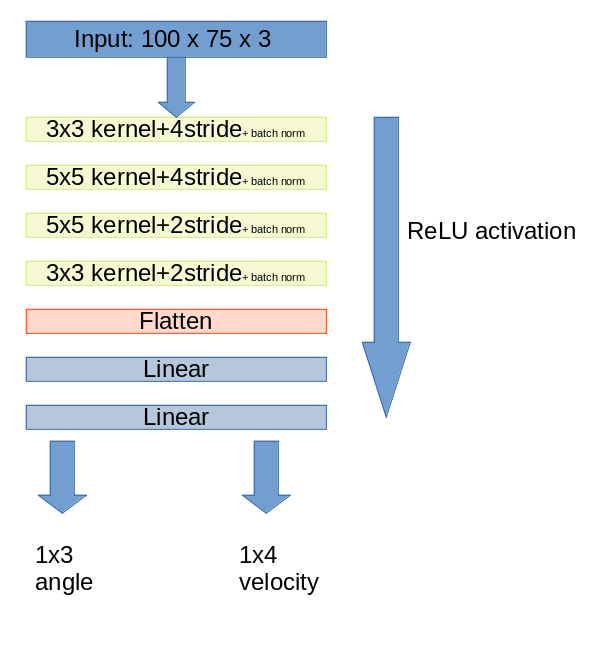 Input: 100 x 75 x 3
3x3 kernel+4stride+ batch norm
5x5 kernel+4stride+ batch norm
5x5 kernel+2stride+ batch norm
3x3 kernel+2stride+ batch norm
ReLU activation
Flatten
Linear
Linear
1x3
angle
1x4
velocity